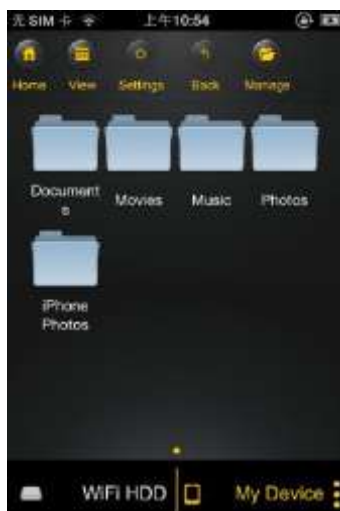 无 SIM 卡 上午10:54
Home View Settings Back Manage
Document
s
Movies Music Photos
iPhone
Photos
WiFi HDD My Device